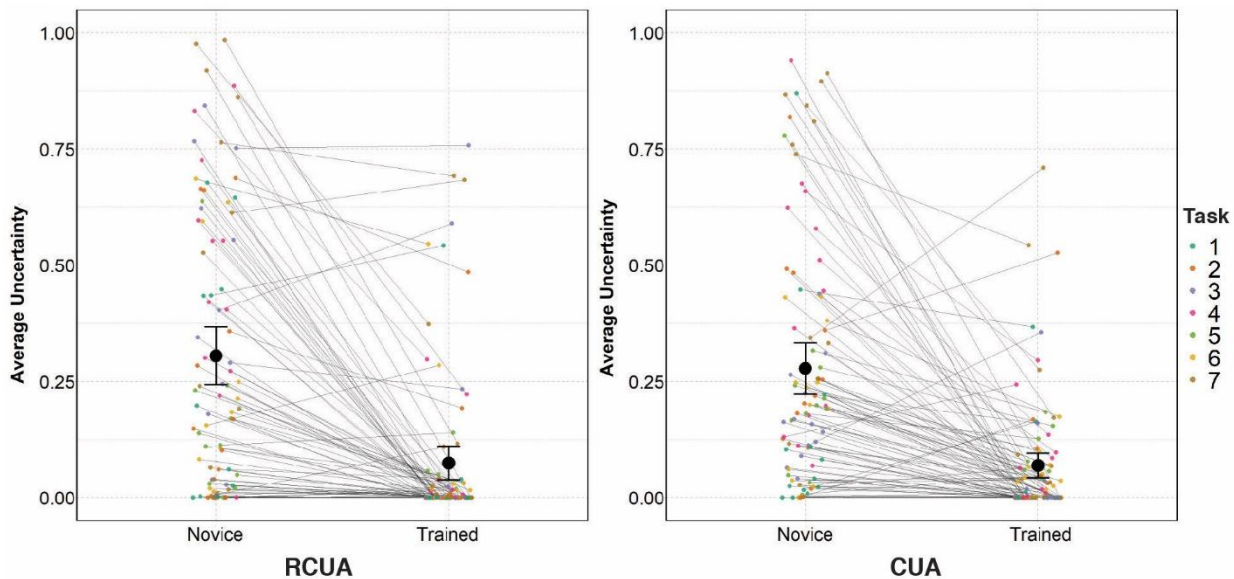 Average Uncertainty
1.00
0.75
0.50
0.25
0.00
Novice
Trained
RCUA
Average Uncertainty
1.00
0.75
0.50
0.25
0.00
Novice
Trained
CUA
Task
1
2
3
4
5
6
7